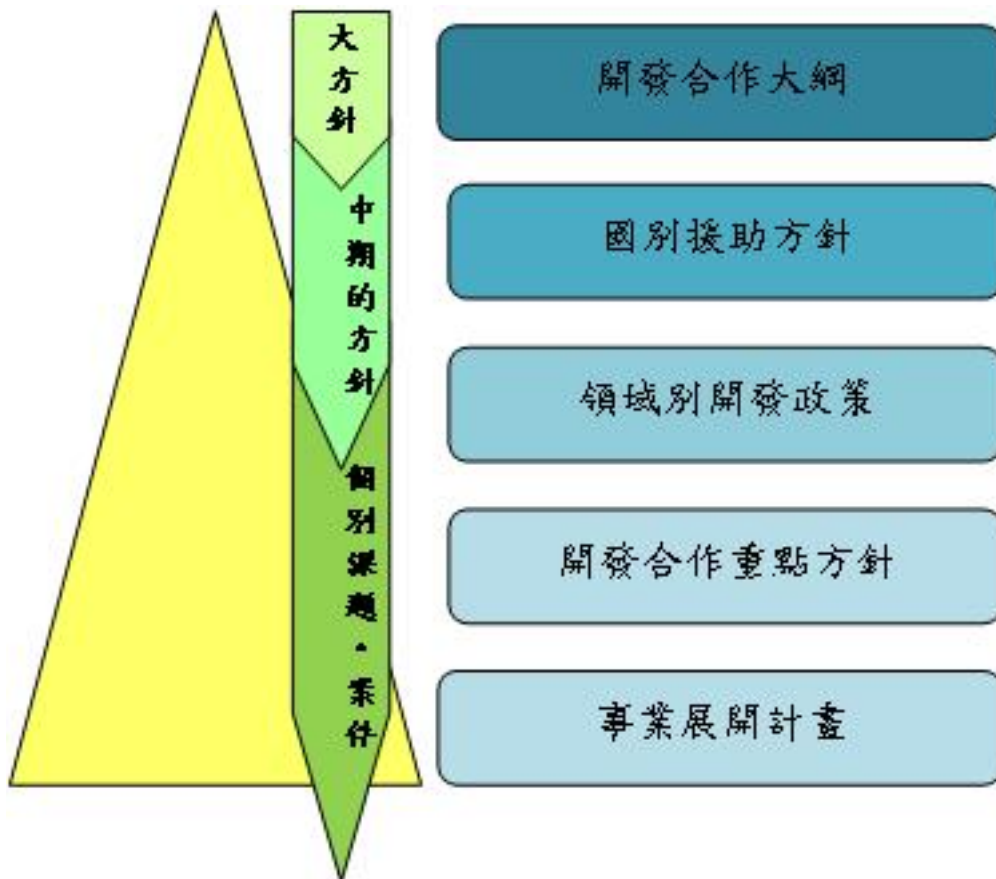 大方針
中期的方針
個別課題・案件
開發合作大綱
國別援助方針
領域別開發政策
開發合作重點方針
事業展開計畫